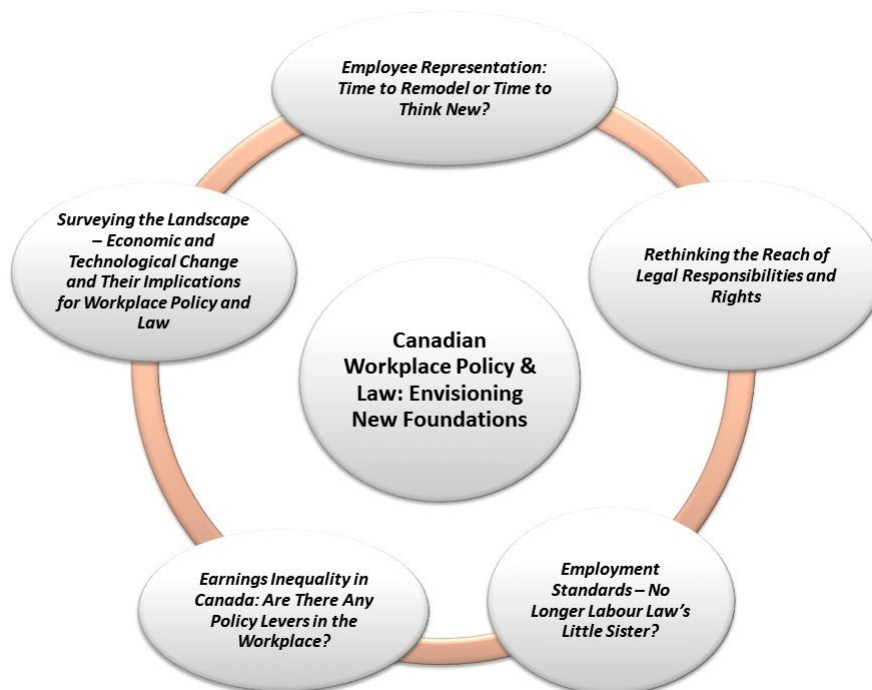 Employee Representation:
Time to Remodel or Time to
Think New?
Surveying the Landscape
– Economic and
Technological Change
and Their Implications
for Workplace Policy and
Law
Rethinking the Reach of
Legal Responsibilities and
Rights
Canadian
Workplace Policy &
Law: Envisioning
New Foundations
Earnings Inequality in
Canada: Are There Any
Policy Levers in the
Workplace?
Employment
Standards – No
Longer Labour Law's
Little Sister?